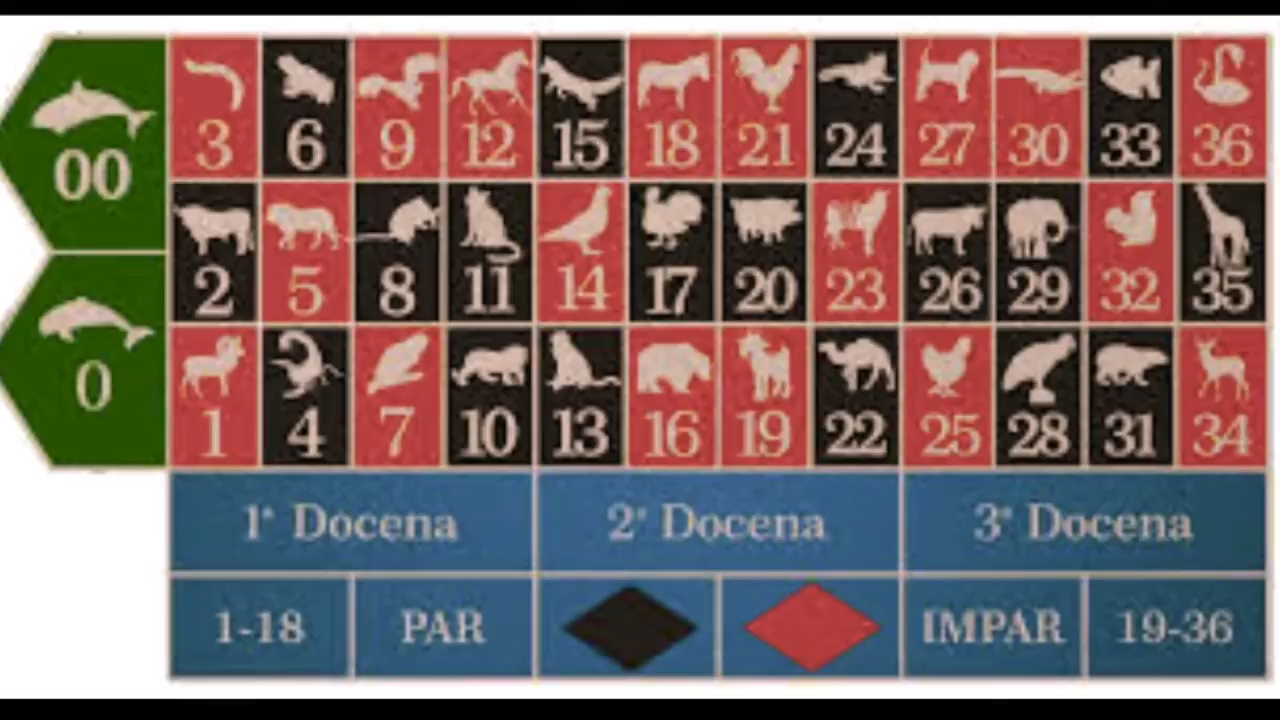 00
3 6 9 12 15 18 21 24 27 30 33 36
2 5 8 11 14 17 20 23 26 29 32 35
0
1 4 7 10 13 16 19 22 25 28 31 34
1ª Docena 2ª Docena 3ª Docena
1-18 PAR IMPAR 19-36